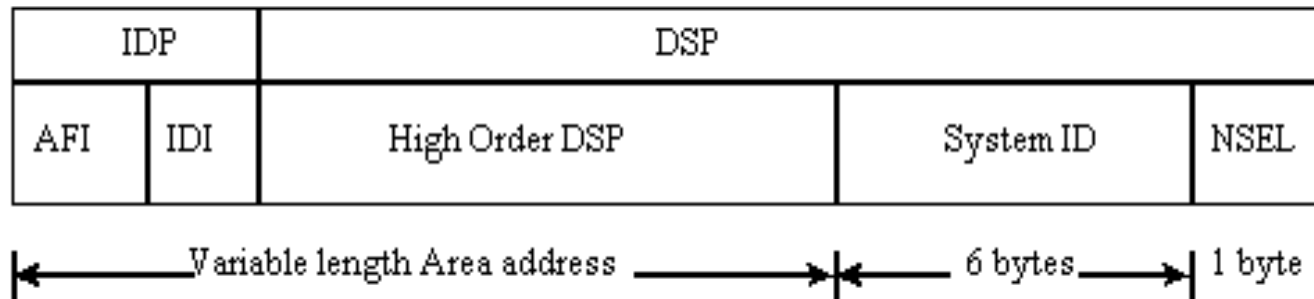 IDP DSP
AFI IDI High Order DSP System ID NSEL
Variable length Area address 6 bytes 1 byte